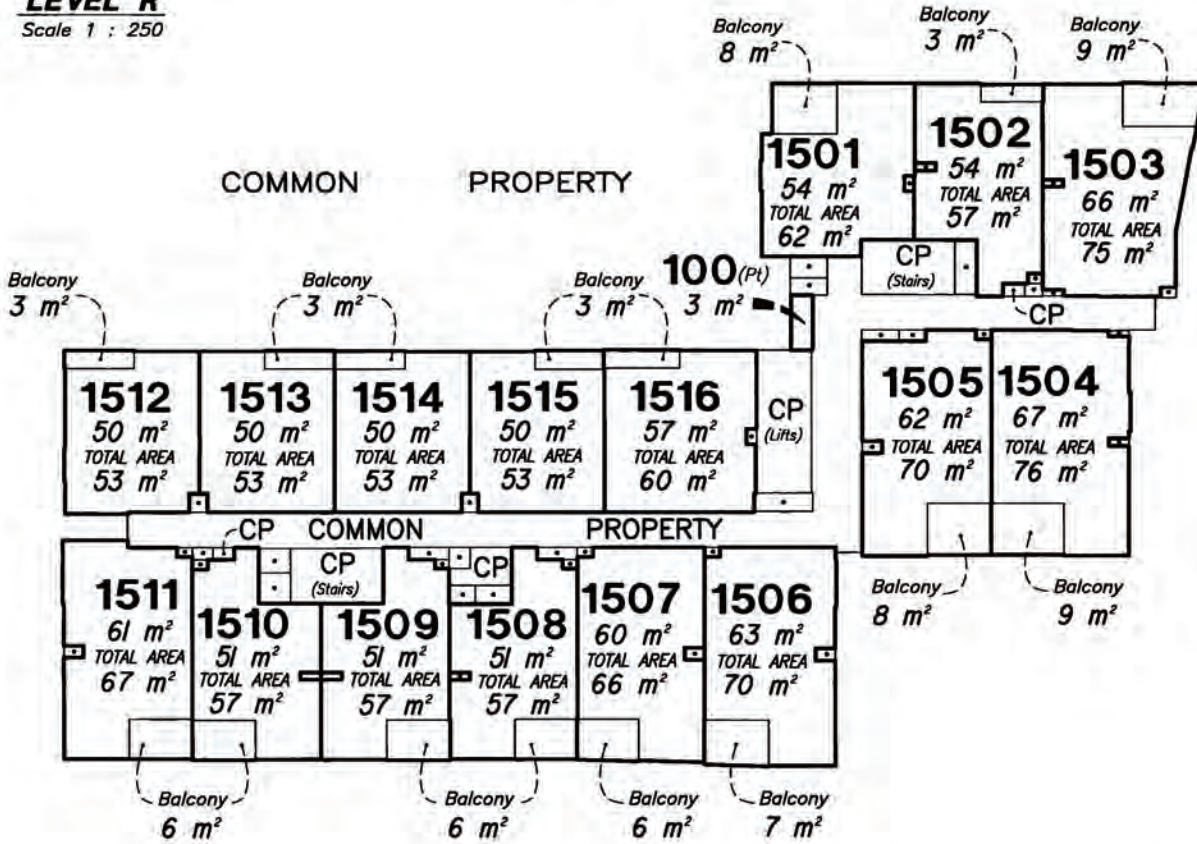 LEVEL R
Scale 1 : 250
Balcony
8 m²
Balcony
3 m²
Balcony
9 m²
COMMON PROPERTY
1501
54 m²
TOTAL AREA
62 m²
1502
54 m²
TOTAL AREA
57 m²
1503
66 m²
TOTAL AREA
75 m²
CP
(Stairs)
CP
100 (Pt)
3 m²
Balcony
3 m²
Balcony
3 m²
Balcony
3 m²
1512
50 m²
TOTAL AREA
53 m²
1513
50 m²
TOTAL AREA
53 m²
1514
50 m²
TOTAL AREA
53 m²
1515
50 m²
TOTAL AREA
53 m²
1516
57 m²
TOTAL AREA
60 m²
CP
(Lifts)
1505
62 m²
TOTAL AREA
70 m²
1504
67 m²
TOTAL AREA
76 m²
CP COMMON PROPERTY
CP
(Stairs)
CP
1511
61 m²
TOTAL AREA
67 m²
1510
51 m²
TOTAL AREA
57 m²
1509
51 m²
TOTAL AREA
57 m²
1508
51 m²
TOTAL AREA
57 m²
1507
60 m²
TOTAL AREA
66 m²
1506
63 m²
TOTAL AREA
70 m²
Balcony
8 m²
Balcony
9 m²
Balcony
6 m²
Balcony
6 m²
Balcony
6 m²
Balcony
7 m²